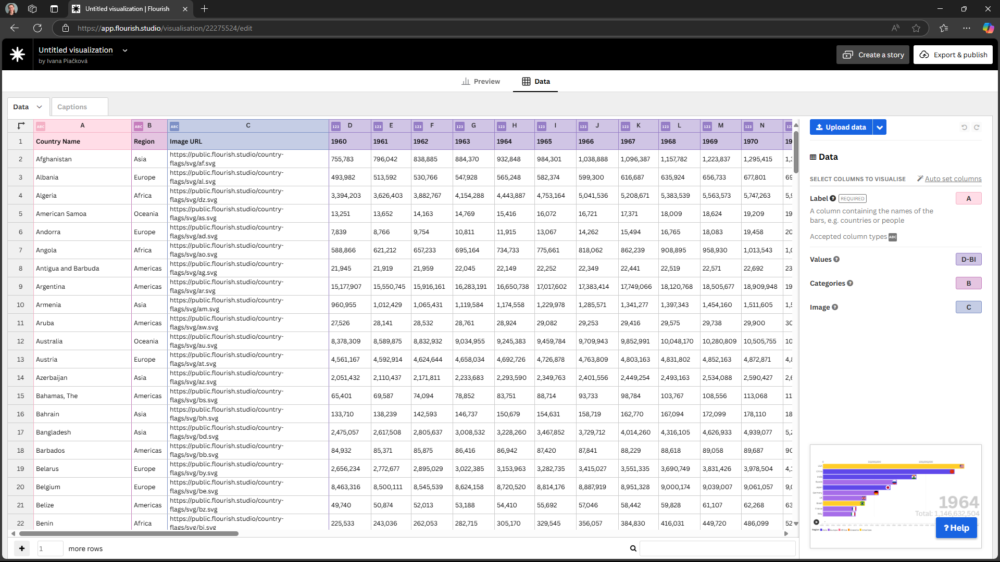 Untitled visualization | Flourish
https://app.flourish.studio/visualisation/22275524/edit
Untitled visualization
by Ivana Piačková
Create a story
Export & publish
Preview
Data
Data
Captions
A B C D E F G H I J K L M N
1 Country Name Region Image URL 1960 1961 1962 1963 1964 1965 1966 1967 1968 1969 1970 19
2 Afghanistan Asia https://public.flourish.studio/country-
flags/svg/af.svg 755,783 796,042 838,885 884,370 932,848 984,301 1,038,888 1,096,387 1,157,782 1,223,837 1,295,415
3 Albania Europe https://public.flourish.studio/country-
flags/svg/al.svg 493,982 513,592 530,766 547,928 565,248 582,374 599,300 616,687 635,924 656,733 677,801
4 Algeria Africa https://public.flourish.studio/country-
flags/svg/dz.svg 3,394,203 3,626,403 3,882,767 4,154,288 4,443,887 4,753,164 5,041,536 5,208,671 5,383,539 5,563,573 5,747,263
5 American Samoa Oceania https://public.flourish.studio/country-
flags/svg/as.svg 13,251 13,652 14,163 14,769 15,416 16,072 16,721 17,371 18,009 18,624 19,209 19
6 Andorra Europe https://public.flourish.studio/country-
flags/svg/ad.svg 7,839 8,766 9,754 10,811 11,915 13,067 14,262 15,494 16,765 18,083 19,458 20
7 Angola Africa https://public.flourish.studio/country-
flags/svg/ao.svg 588,866 621,212 657,233 695,164 734,733 775,661 818,062 862,239 908,895 958,930 1,013,543
8 Antigua and Barbuda Americas https://public.flourish.studio/country-
flags/svg/ag.svg 21,945 21,919 21,959 22,045 22,149 22,252 22,349 22,441 22,519 22,571 22,692 23
9 Argentina Americas https://public.flourish.studio/country-
flags/svg/ar.svg 15,177,907 15,550,745 15,916,161 16,283,191 16,650,738 17,017,602 17,383,414 17,749,066 18,120,768 18,505,677 18,909,948 19
10 Armenia Asia https://public.flourish.studio/country-
flags/svg/am.svg 960,955 1,012,429 1,065,431 1,119,584 1,174,558 1,229,978 1,285,571 1,341,277 1,397,343 1,454,160 1,511,605
11 Aruba Americas https://public.flourish.studio/country-
flags/svg/aw.svg 27,526 28,141 28,532 28,761 28,924 29,082 29,253 29,416 29,575 29,738 29,900 30
12 Australia Oceania https://public.flourish.studio/country-
flags/svg/au.svg 8,378,309 8,589,875 8,832,932 9,034,955 9,245,383 9,459,784 9,709,943 9,852,991 10,048,170 10,280,809 10,505,755 10
13 Austria Europe https://public.flourish.studio/country-
flags/svg/at.svg 4,561,167 4,592,914 4,624,644 4,658,034 4,692,726 4,726,878 4,763,809 4,803,163 4,831,802 4,852,163 4,872,871
14 Azerbaijan Asia https://public.flourish.studio/country-
flags/svg/az.svg 2,051,432 2,110,437 2,171,811 2,233,683 2,293,590 2,349,763 2,401,556 2,449,254 2,493,163 2,534,088 2,590,427
15 Bahamas, The Americas https://public.flourish.studio/country-
flags/svg/bs.svg 65,401 69,587 74,094 78,852 83,751 88,714 93,733 98,784 103,767 108,556 113,068 11
16 Bahrain Asia https://public.flourish.studio/country-
flags/svg/bh.svg 133,710 138,239 142,593 146,737 150,679 154,631 158,719 162,770 167,094 172,099 178,110 18
17 Bangladesh Asia https://public.flourish.studio/country-
flags/svg/bd.svg 2,475,057 2,617,508 2,805,637 3,008,532 3,228,260 3,467,852 3,729,712 4,014,260 4,316,105 4,626,933 4,939,077
18 Barbados Americas https://public.flourish.studio/country-
flags/svg/bb.svg 84,932 85,371 85,875 86,416 86,942 87,420 87,841 88,229 88,618 89,058 89,687 90
19 Belarus Europe https://public.flourish.studio/country-
flags/svg/by.svg 2,656,234 2,772,677 2,895,029 3,022,385 3,153,963 3,282,735 3,415,027 3,551,335 3,690,749 3,831,426 3,978,504
20 Belgium Europe https://public.flourish.studio/country-
flags/svg/be.svg 8,463,316 8,500,111 8,545,539 8,624,158 8,720,520 8,814,176 8,887,919 8,951,328 9,000,174 9,039,007 9,061,057
21 Belize Americas https://public.flourish.studio/country-
flags/svg/bz.svg 49,740 50,874 52,013 53,188 54,410 55,692 57,046 58,442 59,828 61,107 62,268 63
22 Benin Africa https://public.flourish.studio/country-
flags/svg/bj.svg 225,533 243,036 262,053 282,715 305,170 329,545 356,057 384,830 416,031 449,720 486,099 52
1 more rows
Upload data
Data
SELECT COLUMNS TO VISUALISE
Auto set columns
Label REQUIRED A
A column containing the names of the
bars, e.g. countries or people
Accepted column types ABC
Values D-BI
Categories B
Image C
1964
Total: 1,146,632,504
? Help